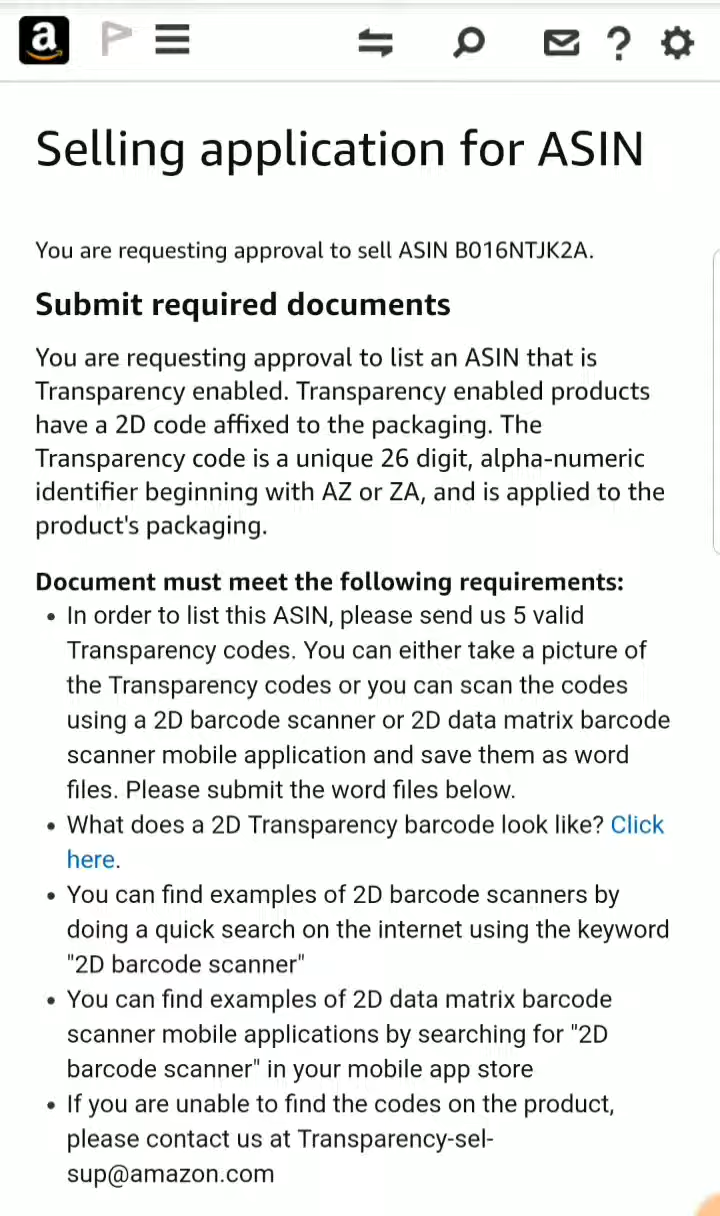 a
Selling application for ASIN
You are requesting approval to sell ASIN B016NTJK2A.
Submit required documents
You are requesting approval to list an ASIN that is
Transparency enabled. Transparency enabled products
have a 2D code affixed to the packaging. The
Transparency code is a unique 26 digit, alpha-numeric
identifier beginning with AZ or ZA, and is applied to the
product's packaging.
Document must meet the following requirements:
• In order to list this ASIN, please send us 5 valid
Transparency codes. You can either take a picture of
the Transparency codes or you can scan the codes
using a 2D barcode scanner or 2D data matrix barcode
scanner mobile application and save them as word
files. Please submit the word files below.
• What does a 2D Transparency barcode look like? Click
here.
• You can find examples of 2D barcode scanners by
doing a quick search on the internet using the keyword
"2D barcode scanner"
• You can find examples of 2D data matrix barcode
scanner mobile applications by searching for "2D
barcode scanner" in your mobile app store
• If you are unable to find the codes on the product,
please contact us at Transparency-sel-
sup@amazon.com